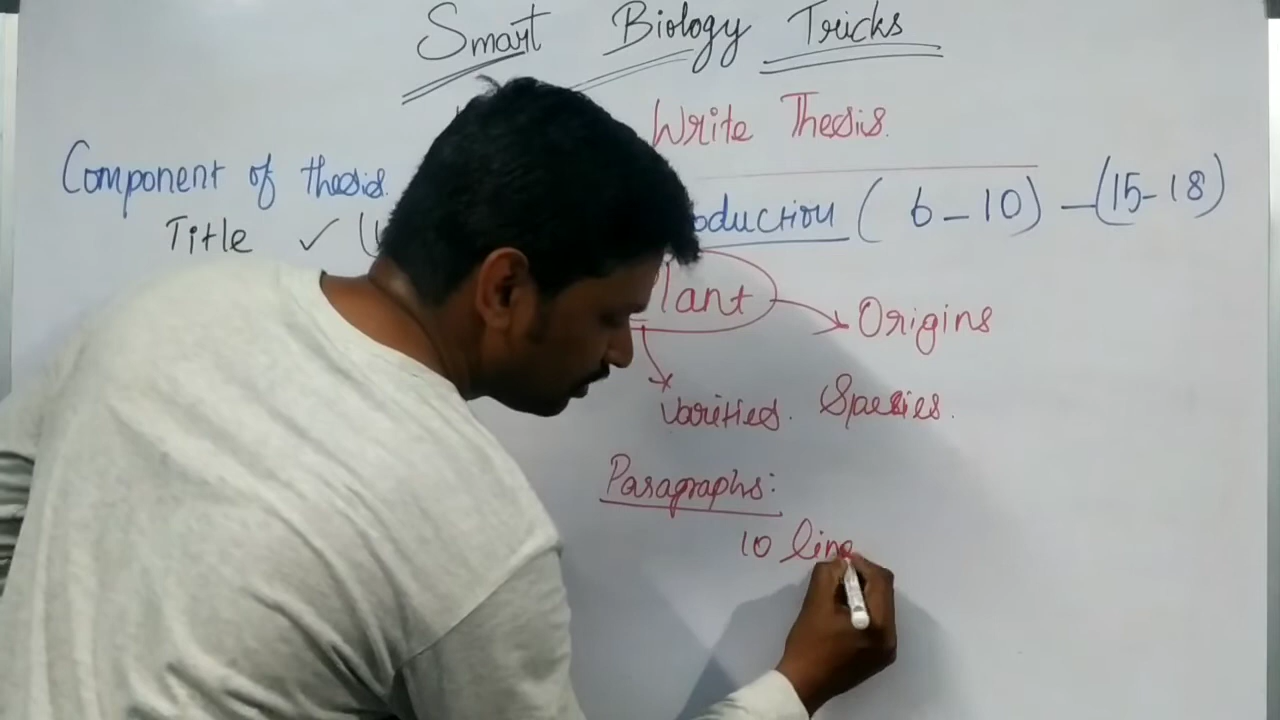 Smart Biology Tricks
Write Thesis.
Component of thesis.
Title ✓ (
oduction ( 6 – 10) – (15- 18)
lant
Origins
varieties. Species.
Paragraphs:
10 line